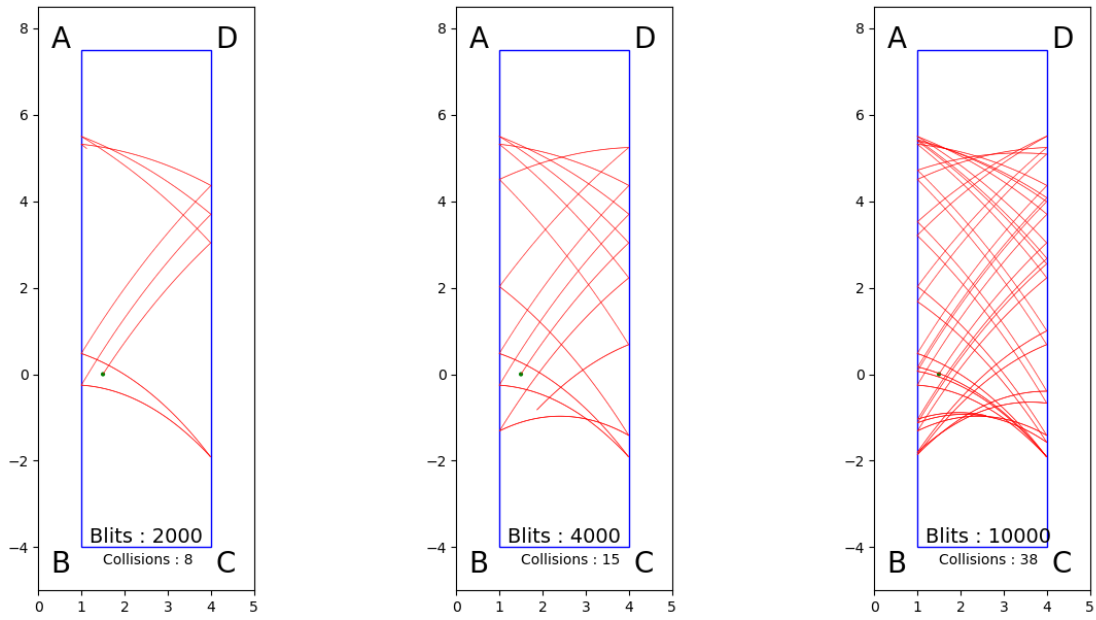 A D
8
6
4
2
0
−2
−4
Blits : 2000
Collisions : 8
B C
0 1 2 3 4 5
A D
8
6
4
2
0
−2
−4
Blits : 4000
Collisions : 15
B C
0 1 2 3 4 5
A D
8
6
4
2
0
−2
−4
Blits : 10000
Collisions : 38
B C
0 1 2 3 4 5